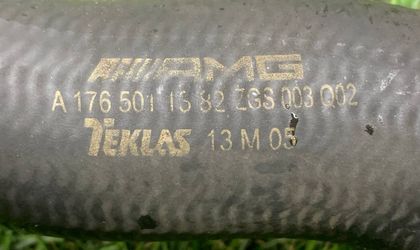 AMG
A 176 501 15 82 ZGS 003 Q02
TEKLAS 13 M 05